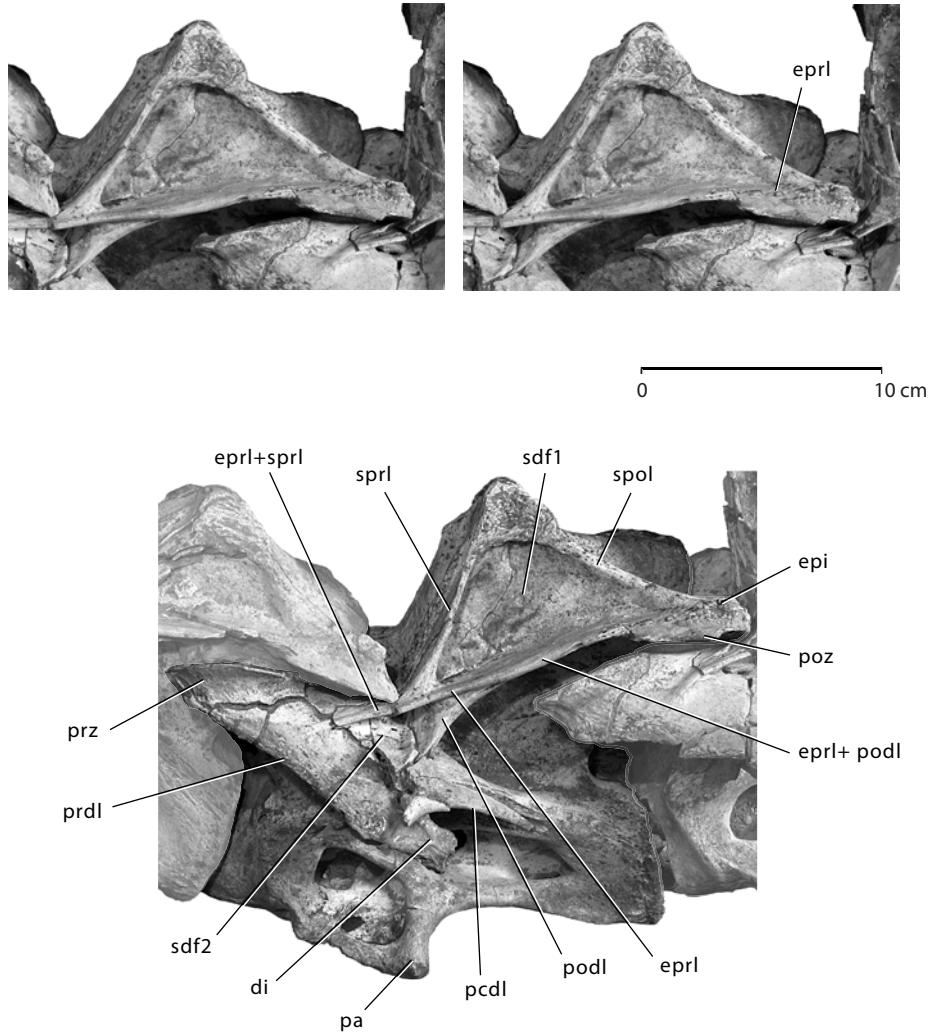 eprl
0 10 cm
eprl+sprl
sprl
sdf1
spol
epi
poz
prz
eprl+ podl
prdl
sdf2
di
pa
pcdl
podl
eprl